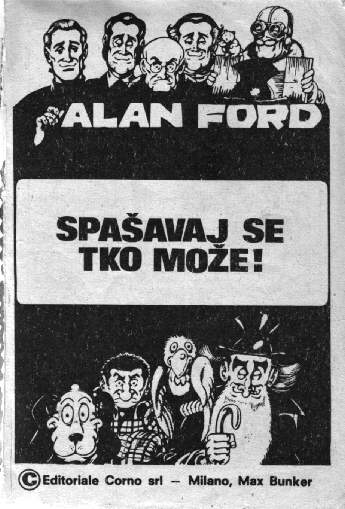 ALAN FORD
SPAŠAVAJ SE
TKO MOŽE!
© Editoriale Corno srl – Milano, Max Bunker